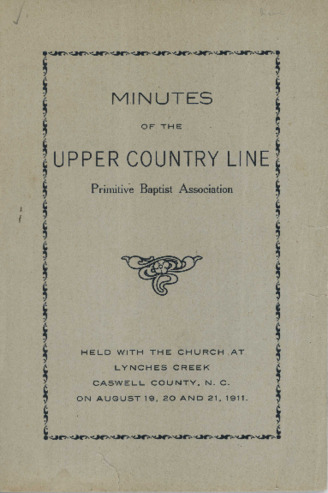 MINUTES
OF THE
UPPER COUNTRY LINE
Primitive Baptist Association
HELD WITH THE CHURCH AT
LYNCHES CREEK
CASWELL COUNTY, N. C.
ON AUGUST 19, 20 AND 21, 1911.